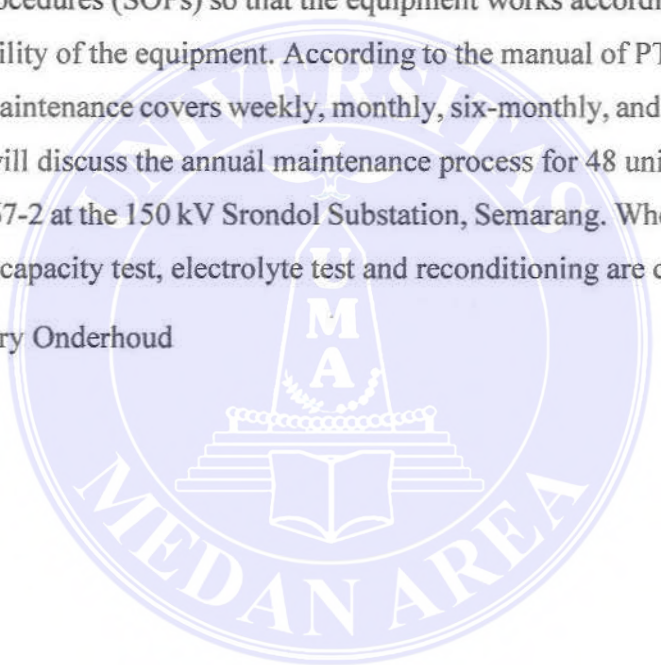 ocedures (SOPs) so that the equipment works accordi
ility of the equipment. According to the manual of PT
aintenance covers weekly, monthly, six-monthly, and
vill discuss the annual maintenance process for 48 uni
67-2 at the 150 kV Srondol Substation, Semarang. Whe
capacity test, electrolyte test and reconditioning are c
ry Onderhoud
UNIVERSITAS
UMA
MEDAN AREA